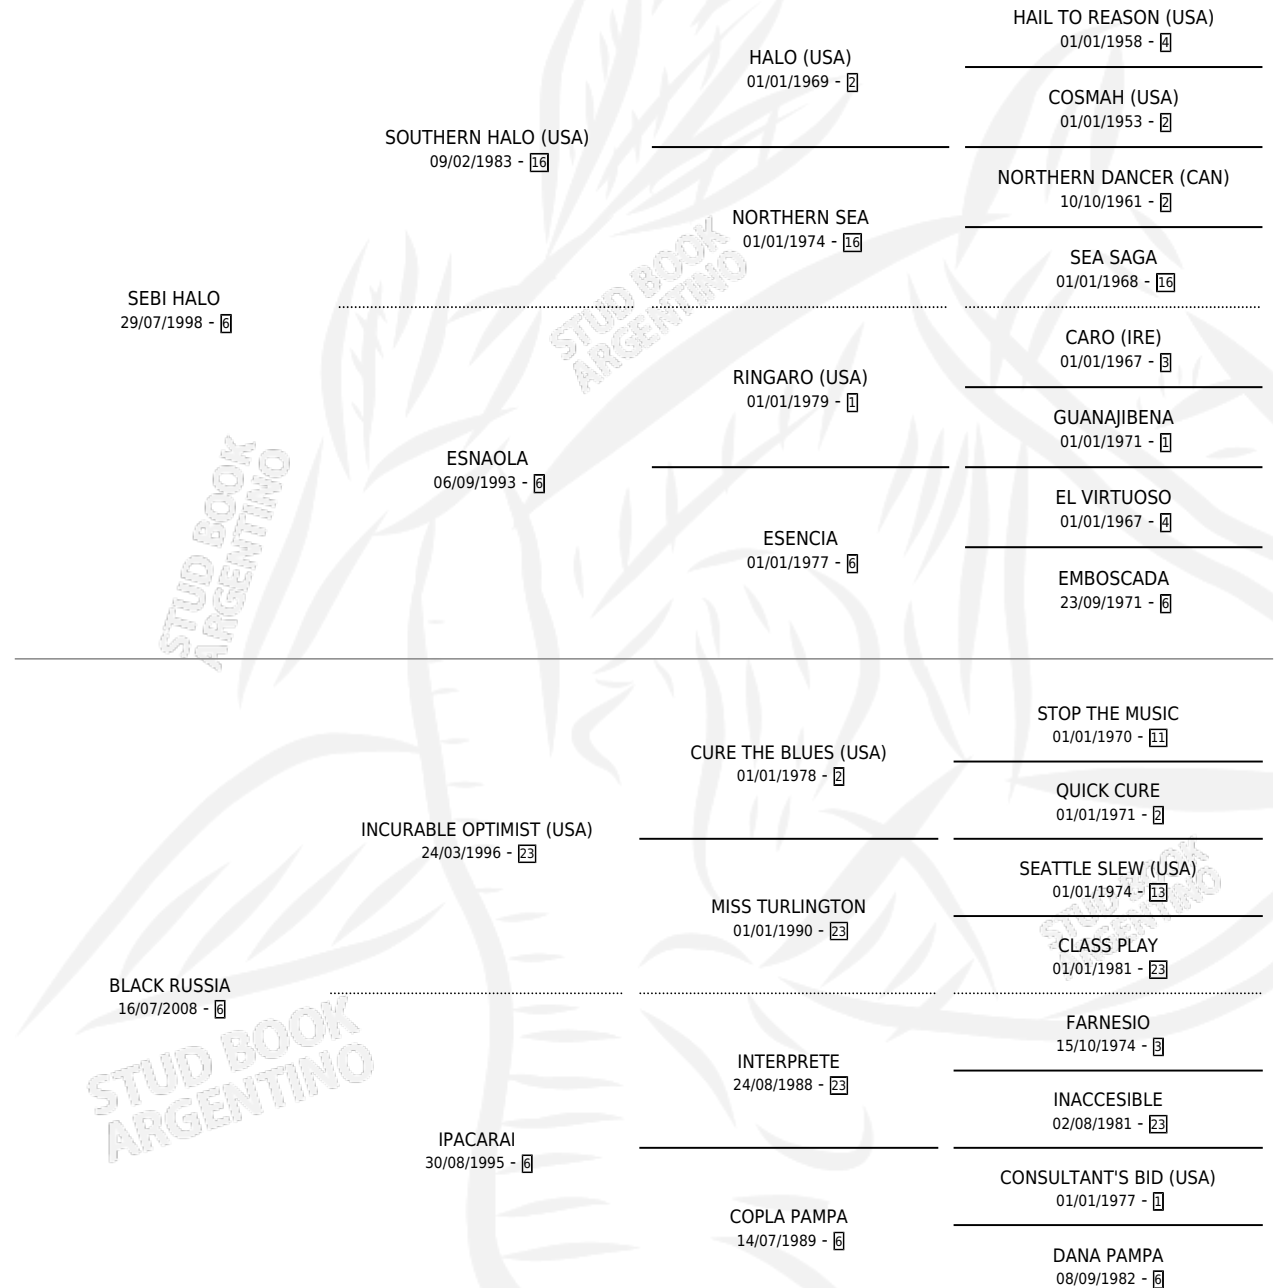 HAIL TO REASON (USA)
01/01/1958 - 4
HALO (USA)
01/01/1969 - 2
COSMAH (USA)
01/01/1953 - 2
SOUTHERN HALO (USA)
09/02/1983 - 16
NORTHERN DANCER (CAN)
10/10/1961 - 2
NORTHERN SEA
01/01/1974 - 16
SEA SAGA
01/01/1968 - 16
SEBI HALO
29/07/1998 - 6
CARO (IRE)
01/01/1967 - 3
RINGARO (USA)
01/01/1979 - 1
GUANAJIBENA
01/01/1971 - 1
ESNAOLA
06/09/1993 - 6
EL VIRTUOSO
01/01/1967 - 4
ESENCIA
01/01/1977 - 6
EMBOSCADA
23/09/1971 - 6
STUD BOOK
ARGENTINO
STUD BOOK
ARGENTINO
STOP THE MUSIC
01/01/1970 - 11
CURE THE BLUES (USA)
01/01/1978 - 2
QUICK CURE
01/01/1971 - 2
INCURABLE OPTIMIST (USA)
24/03/1996 - 23
SEATTLE SLEW (USA)
01/01/1974 - 13
MISS TURLINGTON
01/01/1990 - 23
CLASS PLAY
01/01/1981 - 23
STUD BOOK
ARGENTINO
BLACK RUSSIA
16/07/2008 - 6
FARNESIO
15/10/1974 - 3
INTERPRETE
24/08/1988 - 23
INACCESIBLE
02/08/1981 - 23
STUD BOOK
ARGENTINO
IPACARAI
30/08/1995 - 6
CONSULTANT'S BID (USA)
01/01/1977 - 1
COPLA PAMPA
14/07/1989 - 6
DANA PAMPA
08/09/1982 - 6